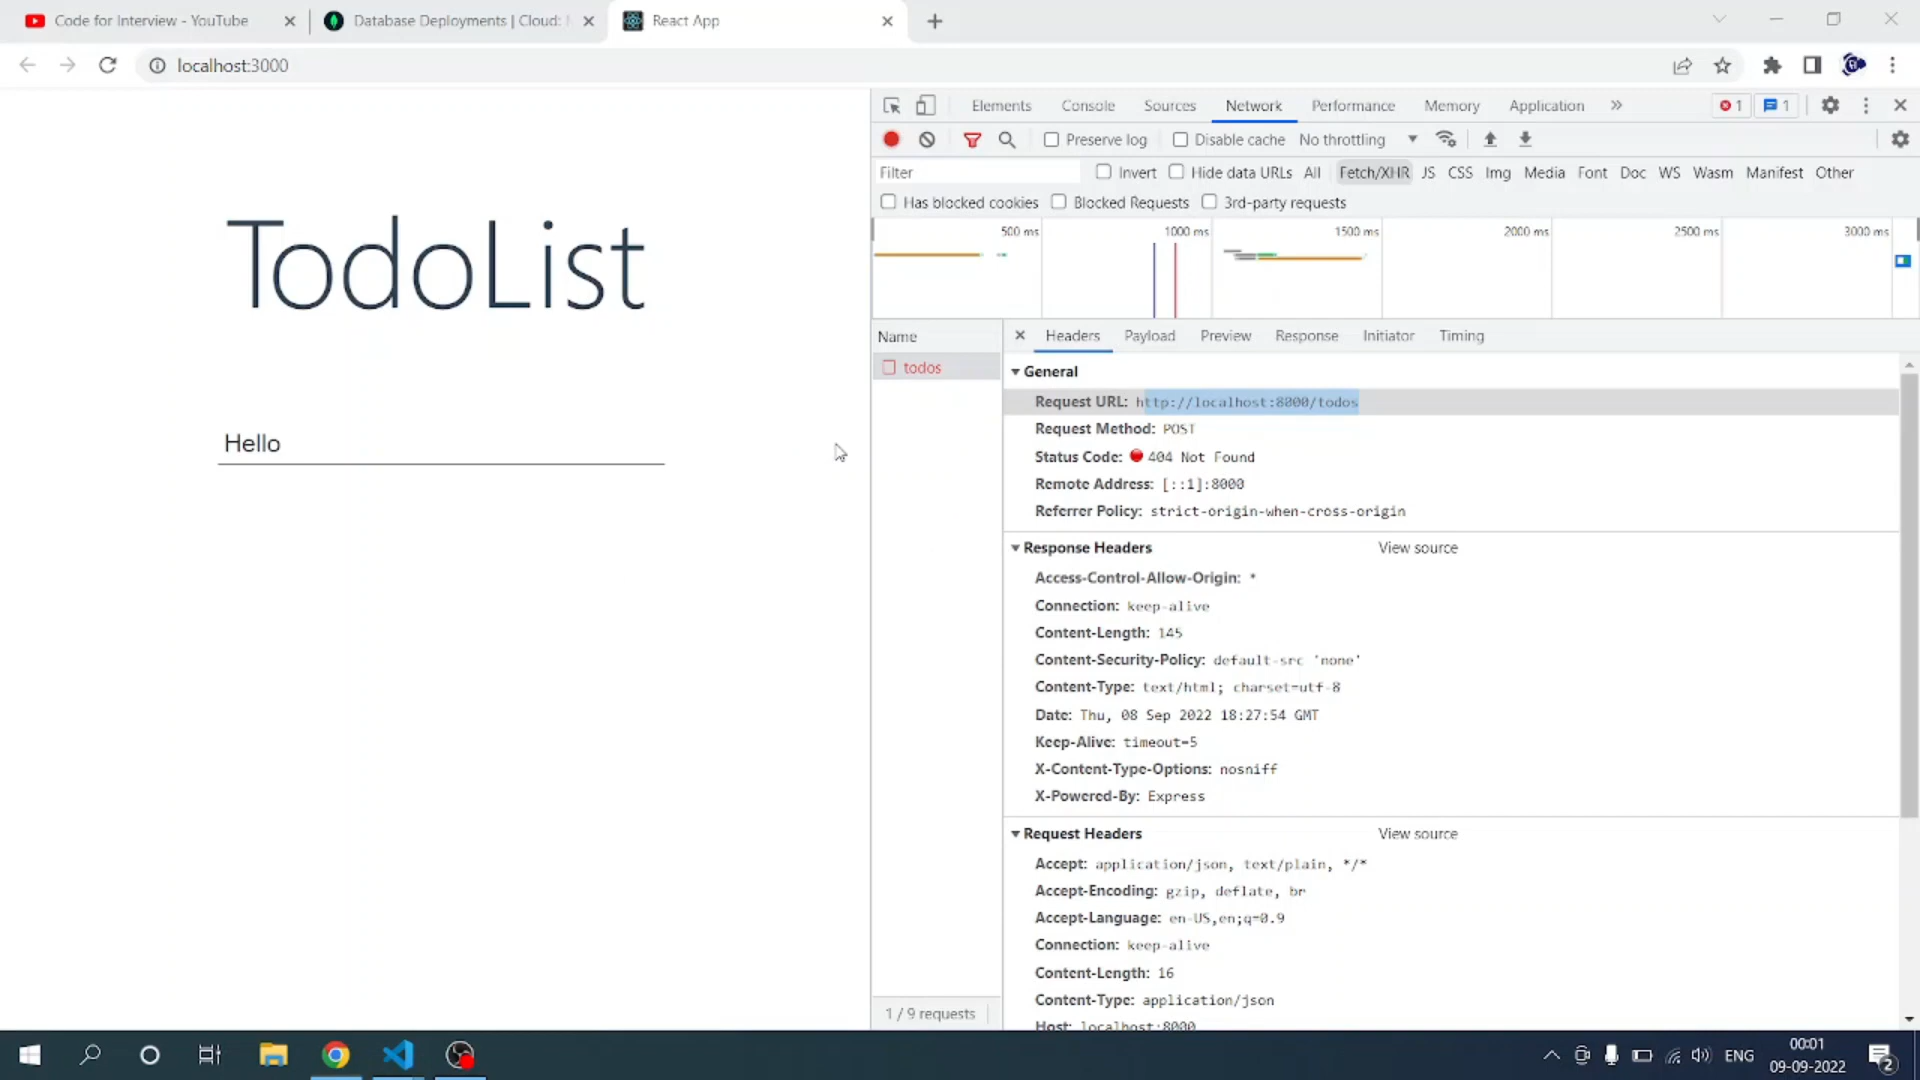 Code for Interview - YouTube
Database Deployments | Cloud:
React App
localhost:3000
Elements Console Sources Network Performance Memory Application » 1 1
Preserve log Disable cache No throttling
Filter Invert Hide data URLs All Fetch/XHR JS CSS Img Media Font Doc WS Wasm Manifest Other
Has blocked cookies Blocked Requests 3rd-party requests
500 ms 1000 ms 1500 ms 2000 ms 2500 ms 3000 ms
TodoList
Hello
Name
todos
1 / 9 requests
Headers Payload Preview Response Initiator Timing
General
Request URL: http://localhost:8000/todos
Request Method: POST
Status Code: 404 Not Found
Remote Address: [::1]:8000
Referrer Policy: strict-origin-when-cross-origin
Response Headers View source
Access-Control-Allow-Origin: *
Connection: keep-alive
Content-Length: 145
Content-Security-Policy: default-src 'none'
Content-Type: text/html; charset=utf-8
Date: Thu, 08 Sep 2022 18:27:54 GMT
Keep-Alive: timeout=5
X-Content-Type-Options: nosniff
X-Powered-By: Express
Request Headers View source
Accept: application/json, text/plain, */*
Accept-Encoding: gzip, deflate, br
Accept-Language: en-US,en;q=0.9
Connection: keep-alive
Content-Length: 16
Content-Type: application/json
Host: localhost:8000
ENG
00:01
09-09-2022
2